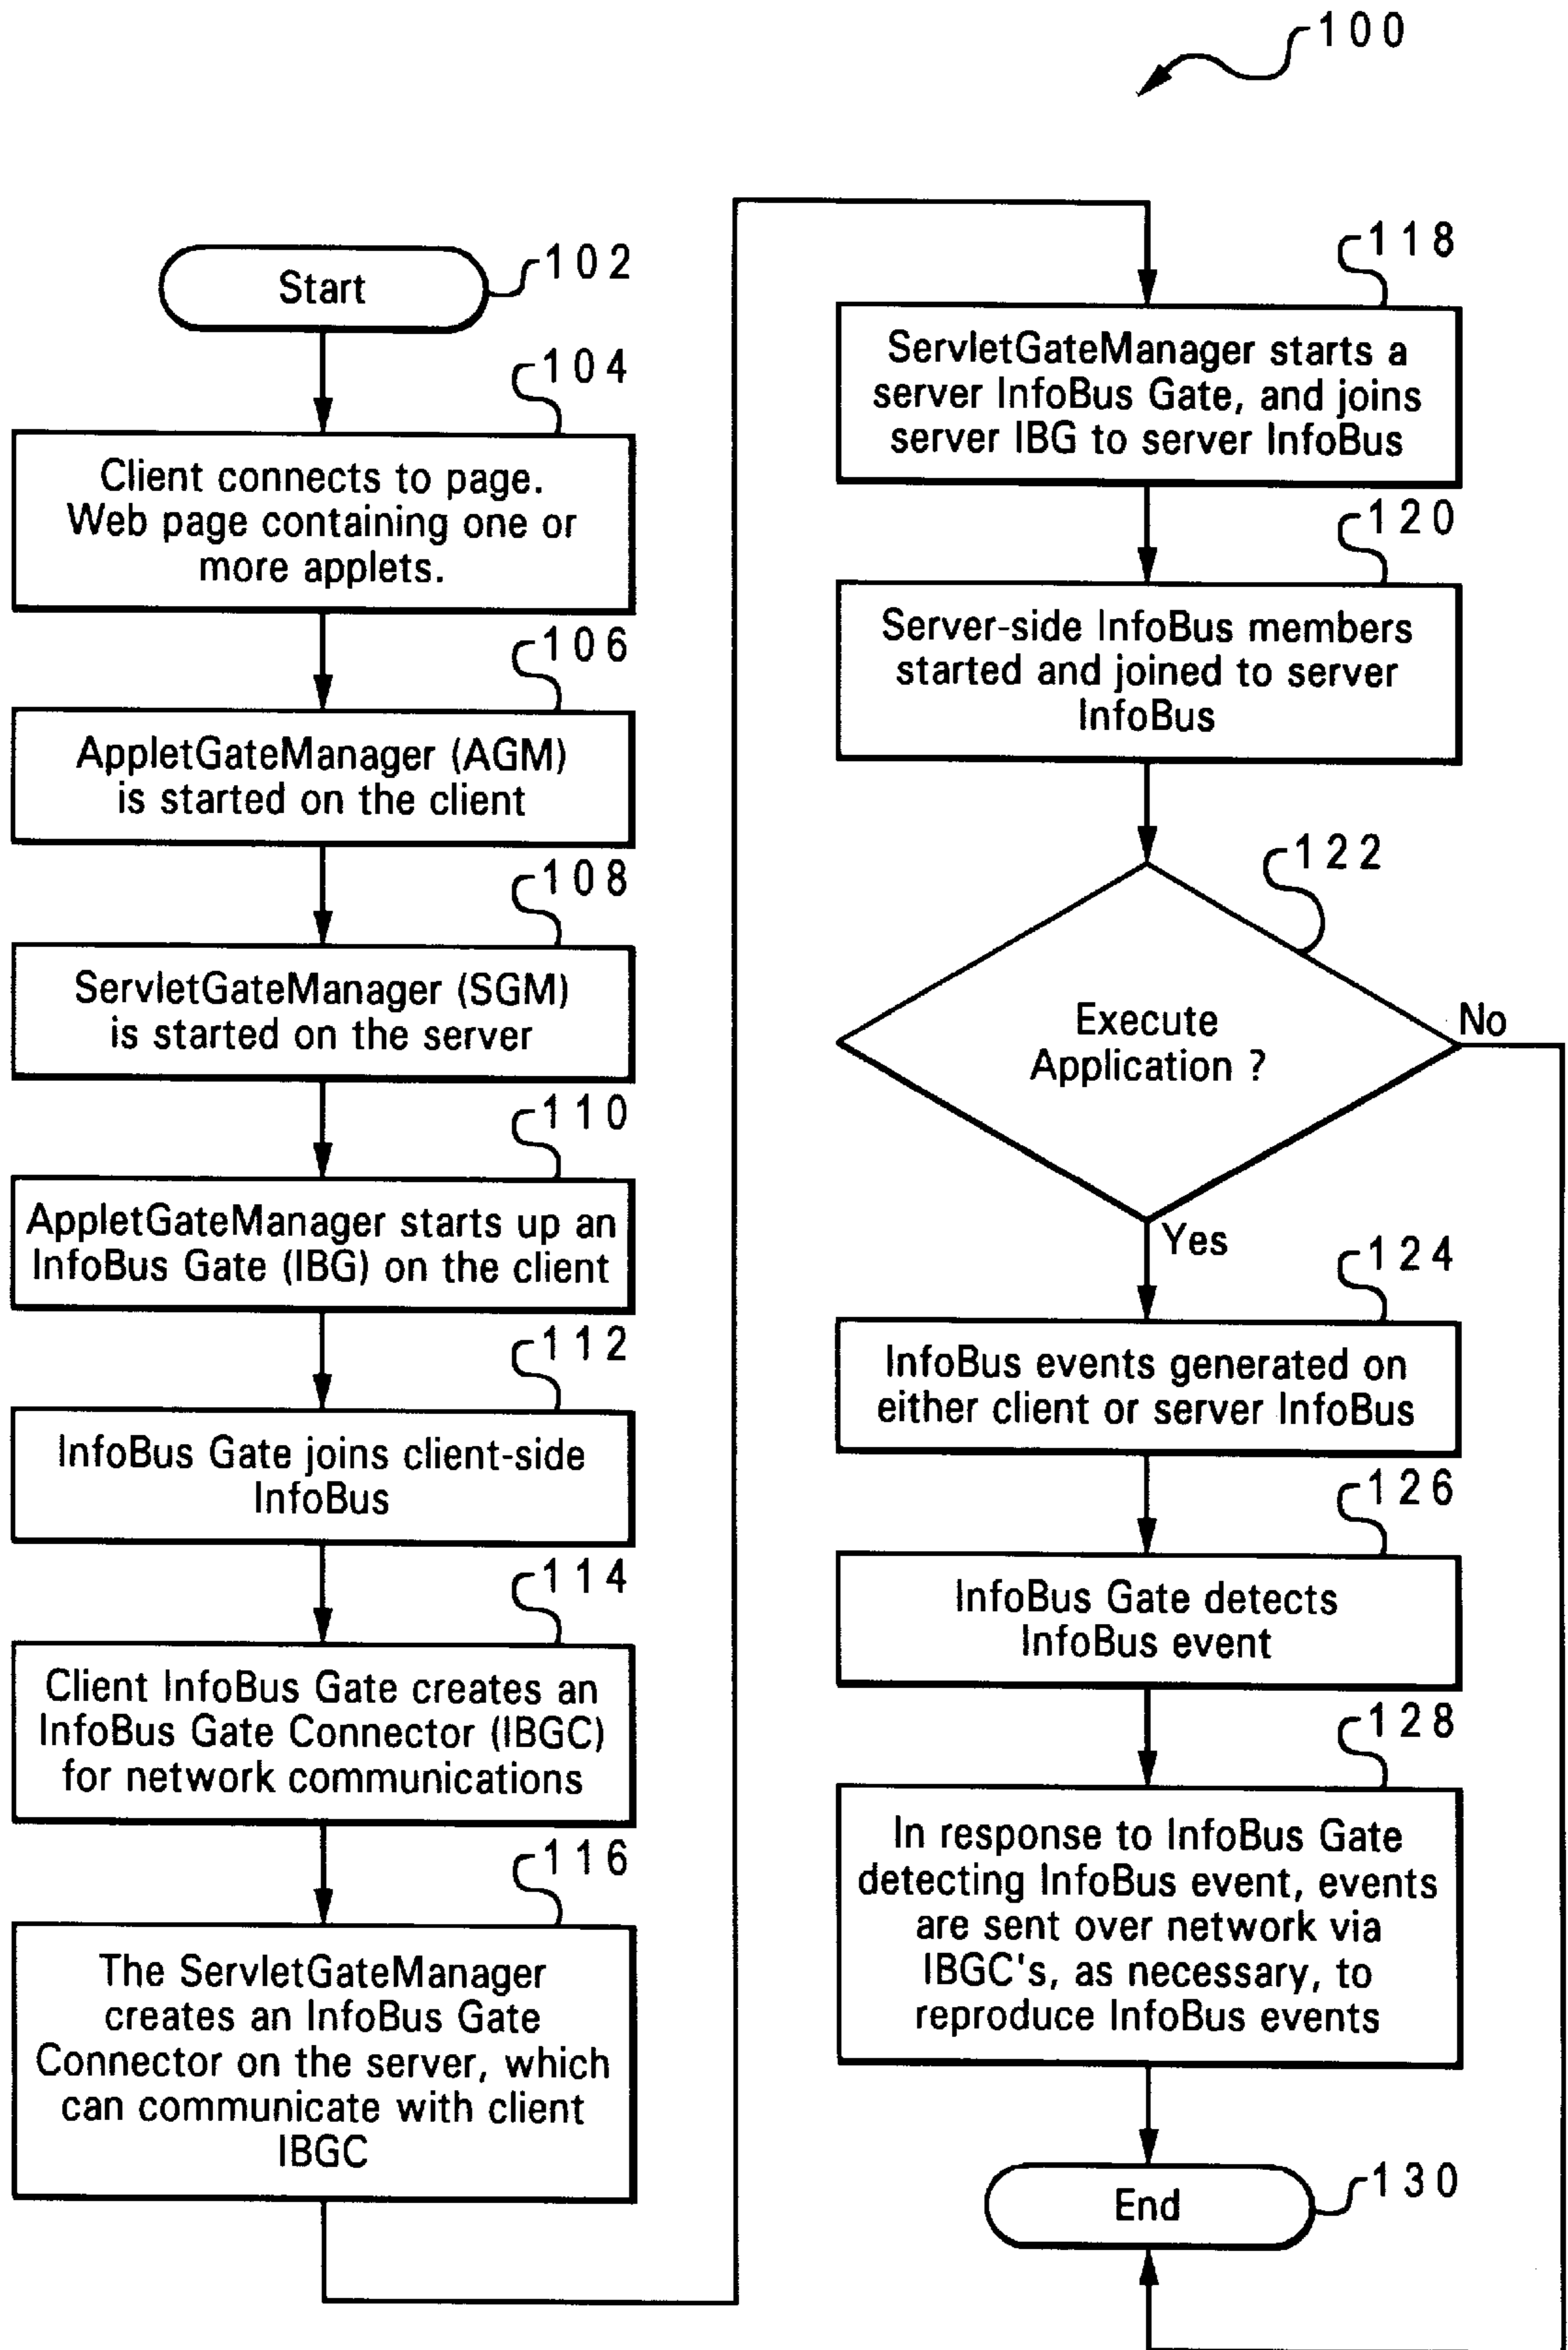 100
Start
102
104
Client connects to page.
Web page containing one or
more applets.
106
AppletGateManager (AGM)
is started on the client
108
ServletGateManager (SGM)
is started on the server
110
AppletGateManager starts up an
InfoBus Gate (IBG) on the client
112
InfoBus Gate joins client-side
InfoBus
114
Client InfoBus Gate creates an
InfoBus Gate Connector (IBGC)
for network communications
116
The ServletGateManager
creates an InfoBus Gate
Connector on the server, which
can communicate with client
IBGC
118
ServletGateManager starts a
server InfoBus Gate, and joins
server IBG to server InfoBus
120
Server-side InfoBus members
started and joined to server
InfoBus
122
Execute
Application ?
No
Yes
124
InfoBus events generated on
either client or server InfoBus
126
InfoBus Gate detects
InfoBus event
128
In response to InfoBus Gate
detecting InfoBus event, events
are sent over network via
IBGC's, as necessary, to
reproduce InfoBus events
End
130